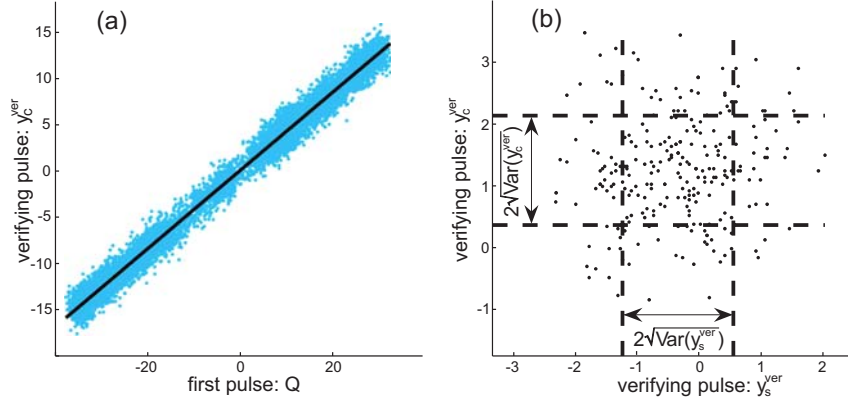 (a)
15
10
5
0
-5
-10
-15
verifying pulse: y_c^ver
-20
0
20
first pulse: Q
(b)
3
2
1
0
-1
verifying pulse: y_c^ver
2√Var(y_c^ver)
2√Var(y_s^ver)
-3
-2
-1
0
1
2
verifying pulse: y_s^ver